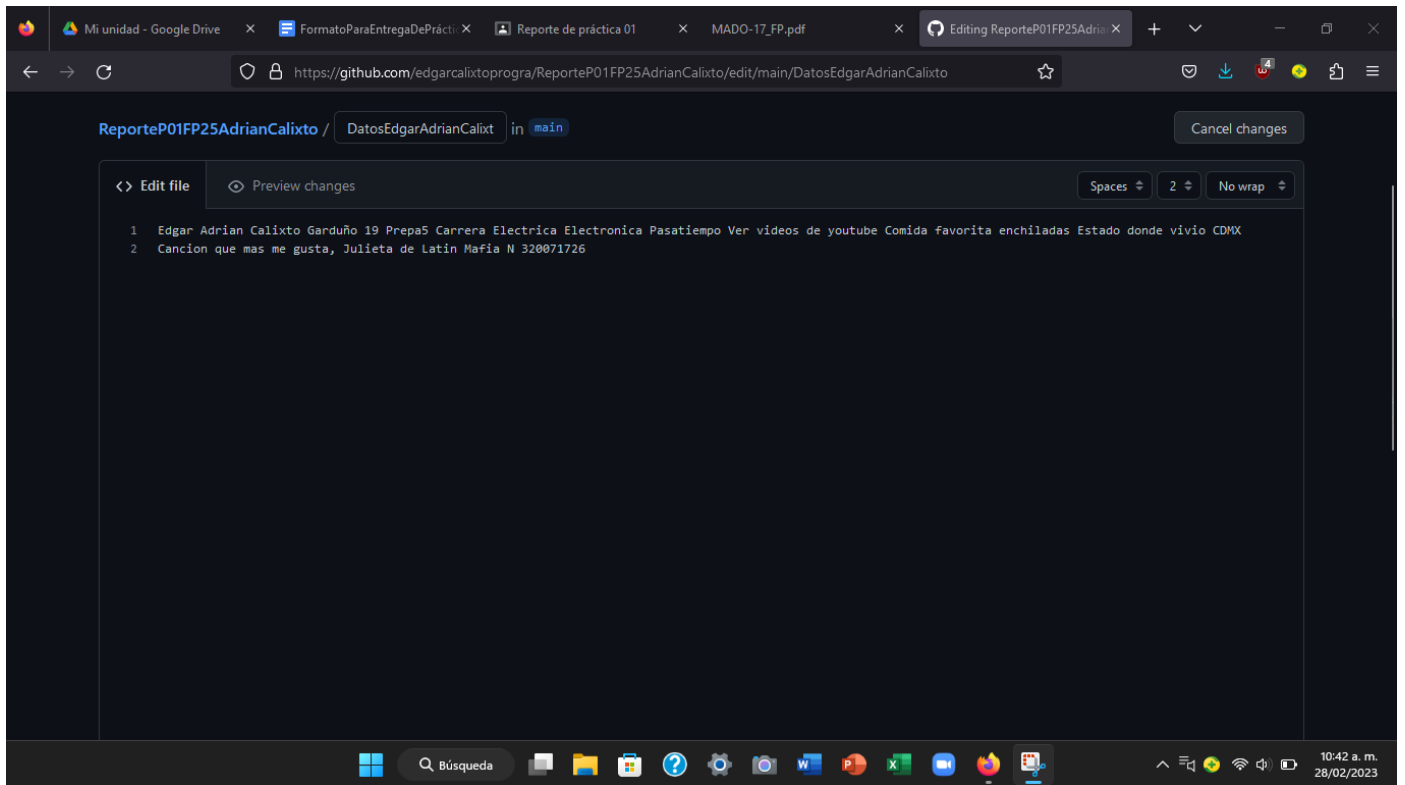 Mi unidad - Google Drive
FormatoParaEntregaDePráctic
Reporte de práctica 01
MADO-17_FP.pdf
Editing ReporteP01FP25Adria
https://github.com/edgarcalixtoprogra/ReporteP01FP25AdrianCalixto/edit/main/DatosEdgarAdrianCalixto
4
ReporteP01FP25AdrianCalixto / DatosEdgarAdrianCalixt in main
Cancel changes
<> Edit file
Preview changes
Spaces
2
No wrap
1 Edgar Adrian Calixto Garduño 19 Prepa5 Carrera Electrica Electronica Pasatiempo Ver videos de youtube Comida favorita enchiladas Estado donde vivio CDMX
2 Cancion que mas me gusta, Julieta de Latin Mafia N 320071726
Búsqueda
10:42 a. m.
28/02/2023